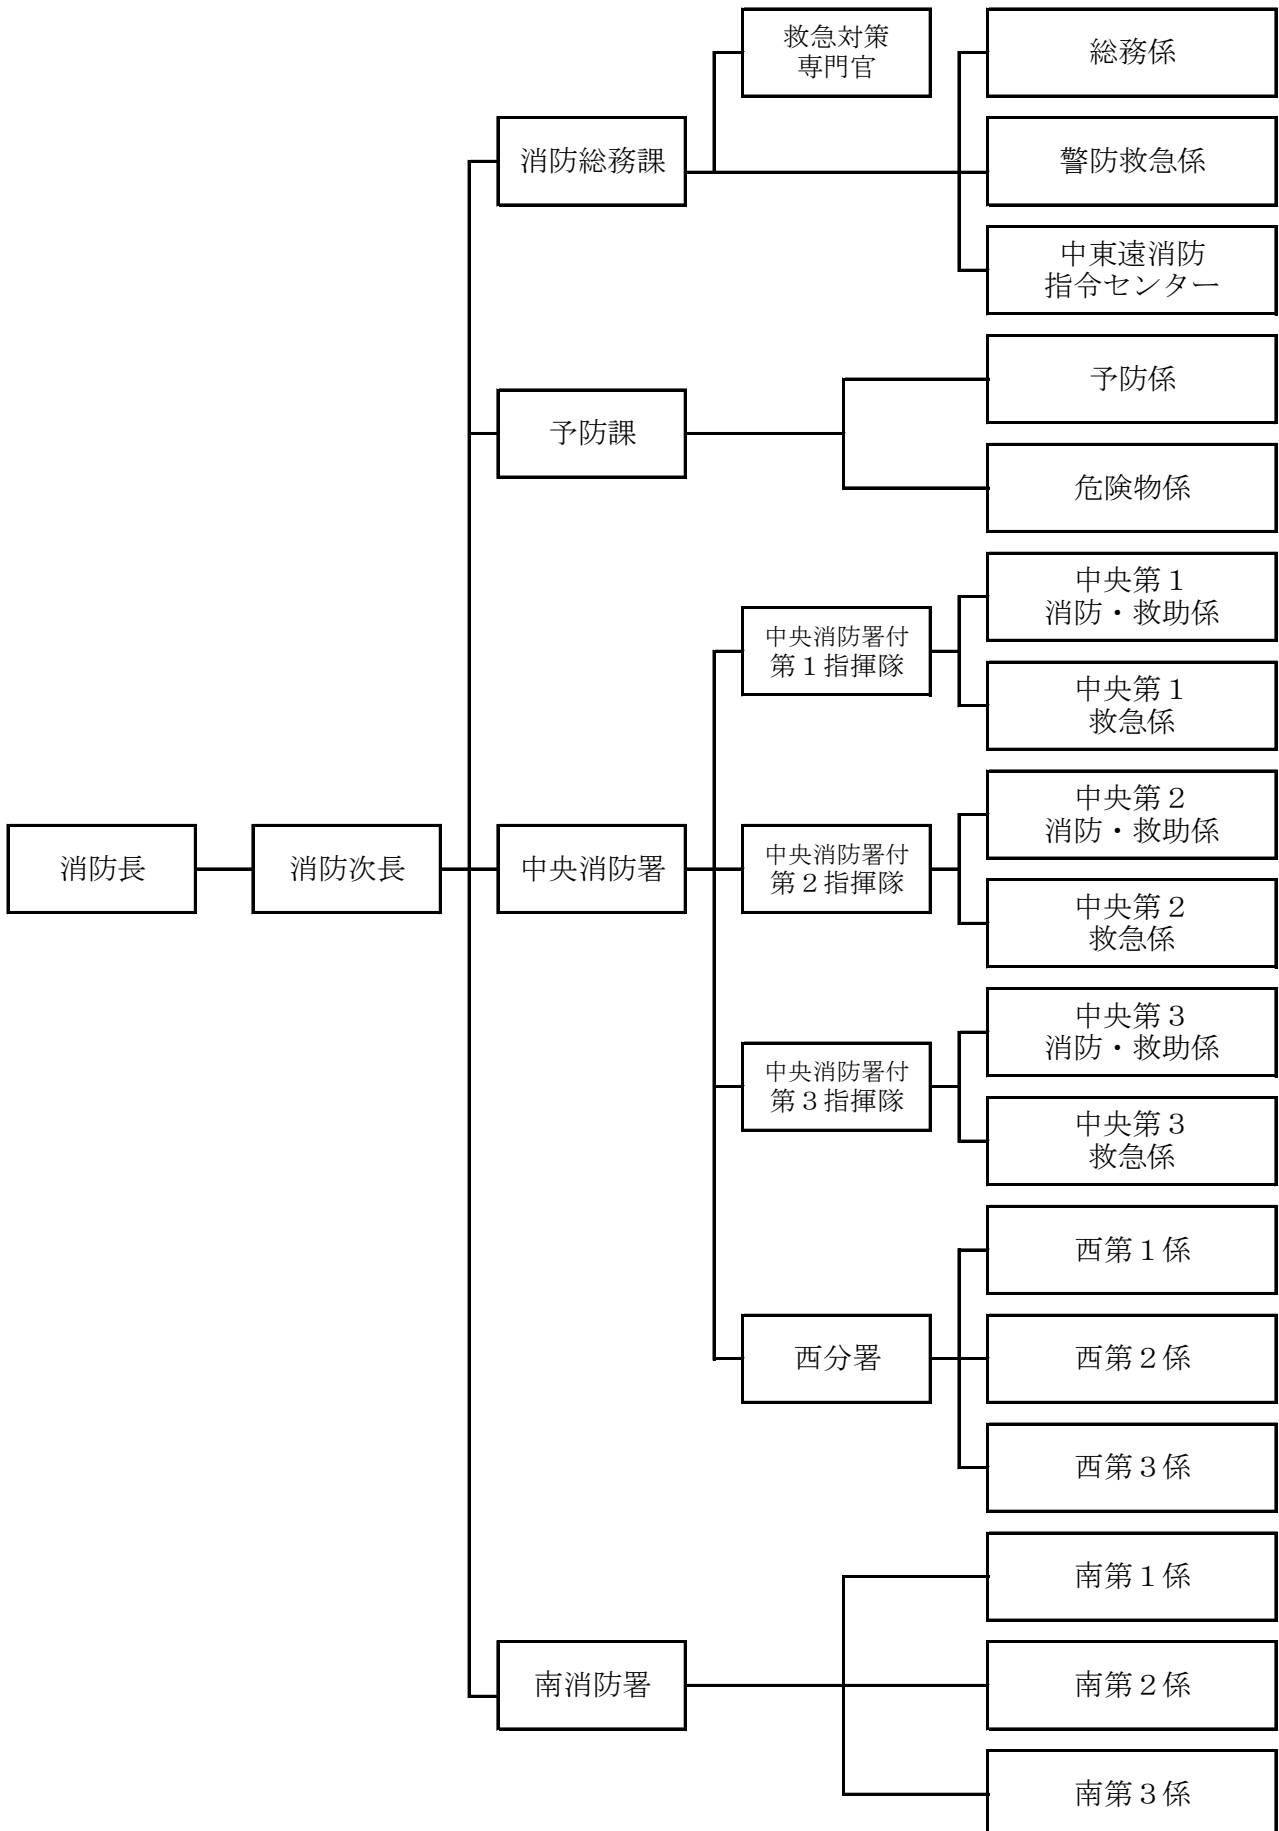 救急対策
専門官
総務係
消防総務課
警防救急係
中東遠消防
指令センター
予防係
予防課
危険物係
中央第１
消防・救助係
中央消防署付
第１指揮隊
中央第１
救急係
中央第２
消防・救助係
消防長
消防次長
中央消防署
中央消防署付
第２指揮隊
中央第２
救急係
中央第３
消防・救助係
中央消防署付
第３指揮隊
中央第３
救急係
西第１係
西分署
西第２係
西第３係
南第１係
南消防署
南第２係
南第３係